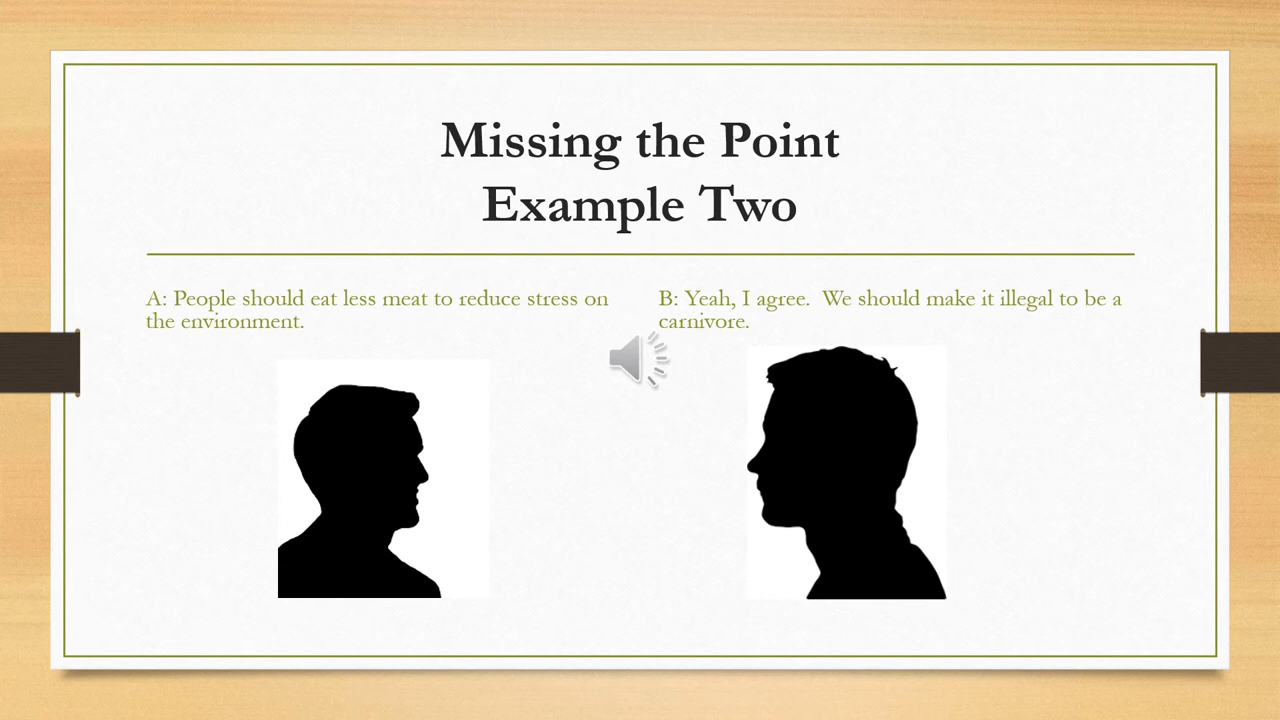 Missing the Point
Example Two
A: People should eat less meat to reduce stress on
the environment.
B: Yeah, I agree.  We should make it illegal to be a
carnivore.